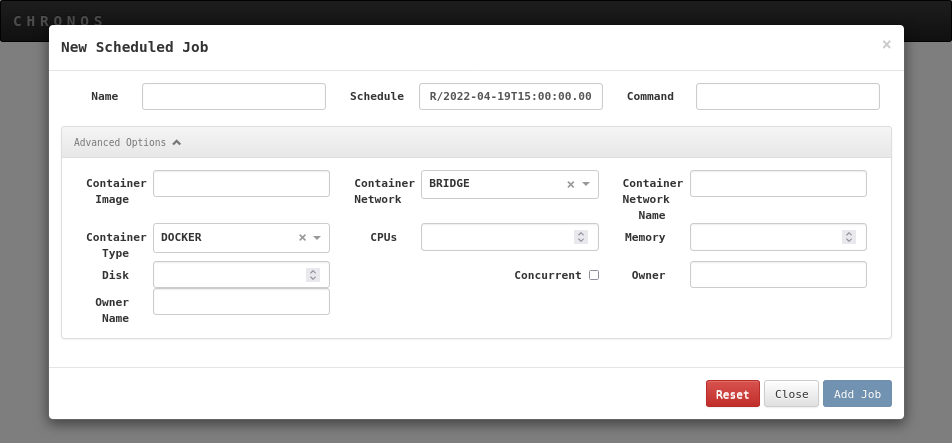 CHRONOS
New Scheduled Job ×
Name Schedule R/2022-04-19T15:00:00.00 Command
Advanced Options
Container Image Container Network BRIDGE × Container Network Name
Container Type DOCKER × CPUs Memory
Disk Concurrent Owner
Owner Name
Reset Close Add Job